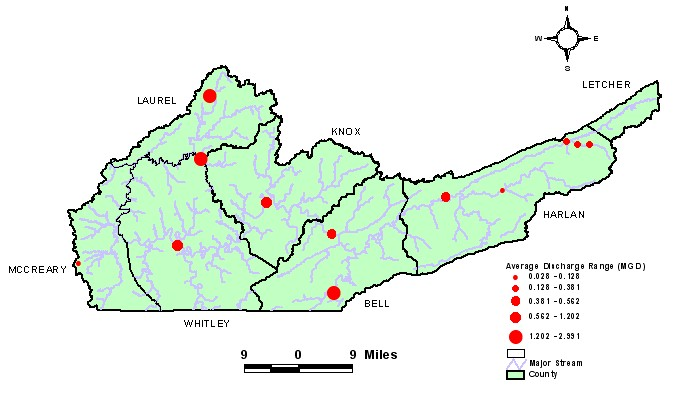 N
W E
S
LETCHER
LAUREL
KNOX
HARLAN
MCCREARY
BELL
WHITLEY
Average Discharge Range (MGD)
0.028 - 0.128
0.128 - 0.381
0.381 - 0.562
0.562 - 1.202
1.202 - 2.991
Major Stream
County
9 0 9 Miles